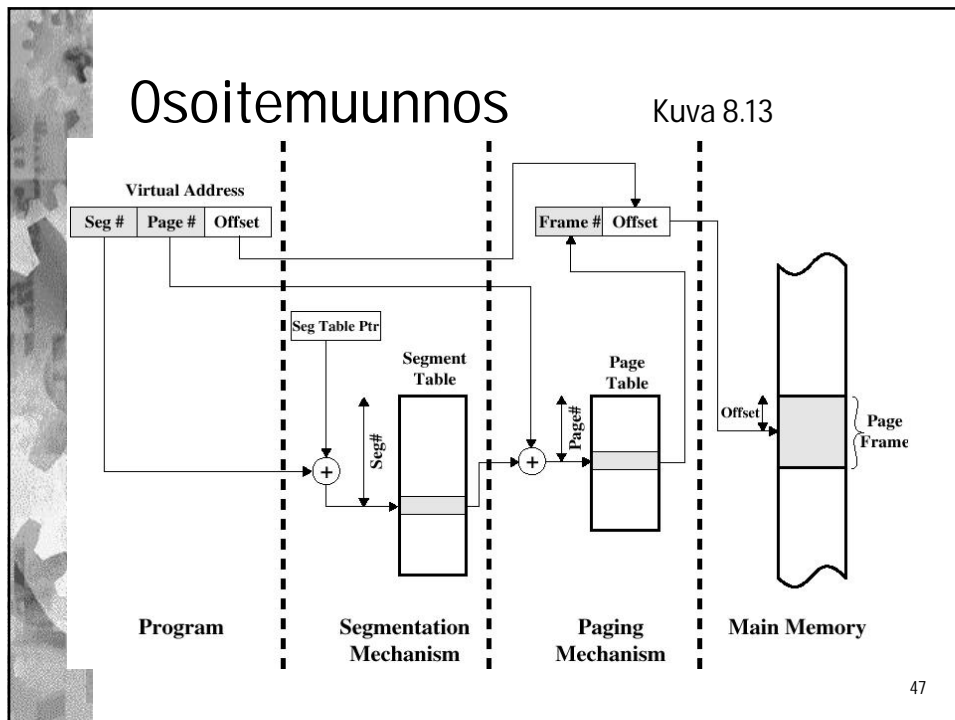 Osoitemuunnos
Kuva 8.13
Virtual Address
Seg # Page # Offset
Frame # Offset
Seg Table Ptr
Segment
Table
Page
Table
Seg#
Page#
+
+
Offset
Page
Frame
Program
Segmentation
Mechanism
Paging
Mechanism
Main Memory
47